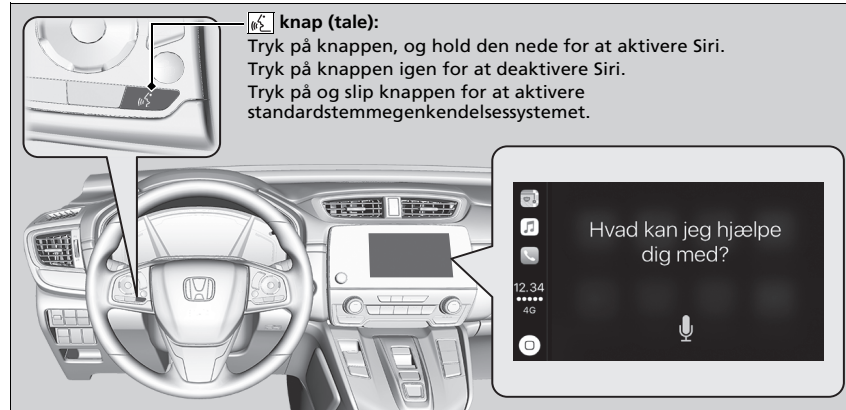 knap (tale):
Tryk på knappen, og hold den nede for at aktivere Siri.
Tryk på knappen igen for at deaktivere Siri.
Tryk på og slip knappen for at aktivere
standardstemmegenkendelsessystemet.
Hvad kan jeg hjælpe
dig med?
12.34
4G